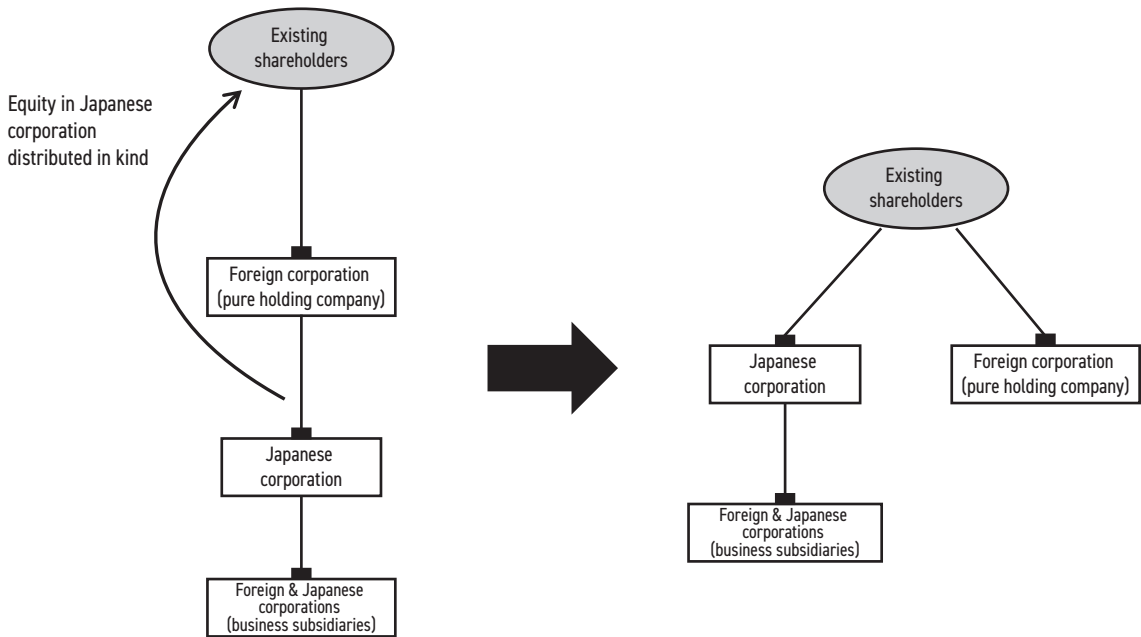 Existing
shareholders
Equity in Japanese
corporation
distributed in kind
Foreign corporation
(pure holding company)
Japanese
corporation
Foreign & Japanese
corporations
(business subsidiaries)
Existing
shareholders
Japanese
corporation
Foreign corporation
(pure holding company)
Foreign & Japanese
corporations
(business subsidiaries)